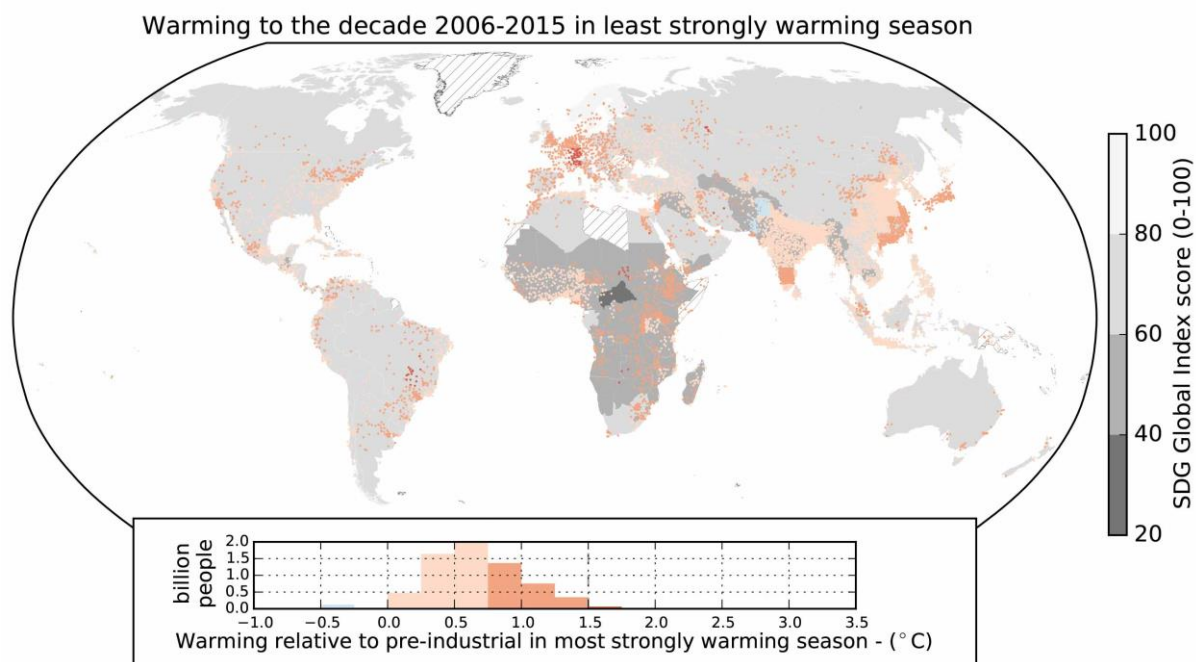 Warming to the decade 2006-2015 in least strongly warming season
100
80
60
40
20
SDG Global Index score (0-100)
billion
people
2.0
1.5
1.0
0.5
0.0
−1.0 −0.5 0.0 0.5 1.0 1.5 2.0 2.5 3.0 3.5
Warming relative to pre-industrial in most strongly warming season - (°C)